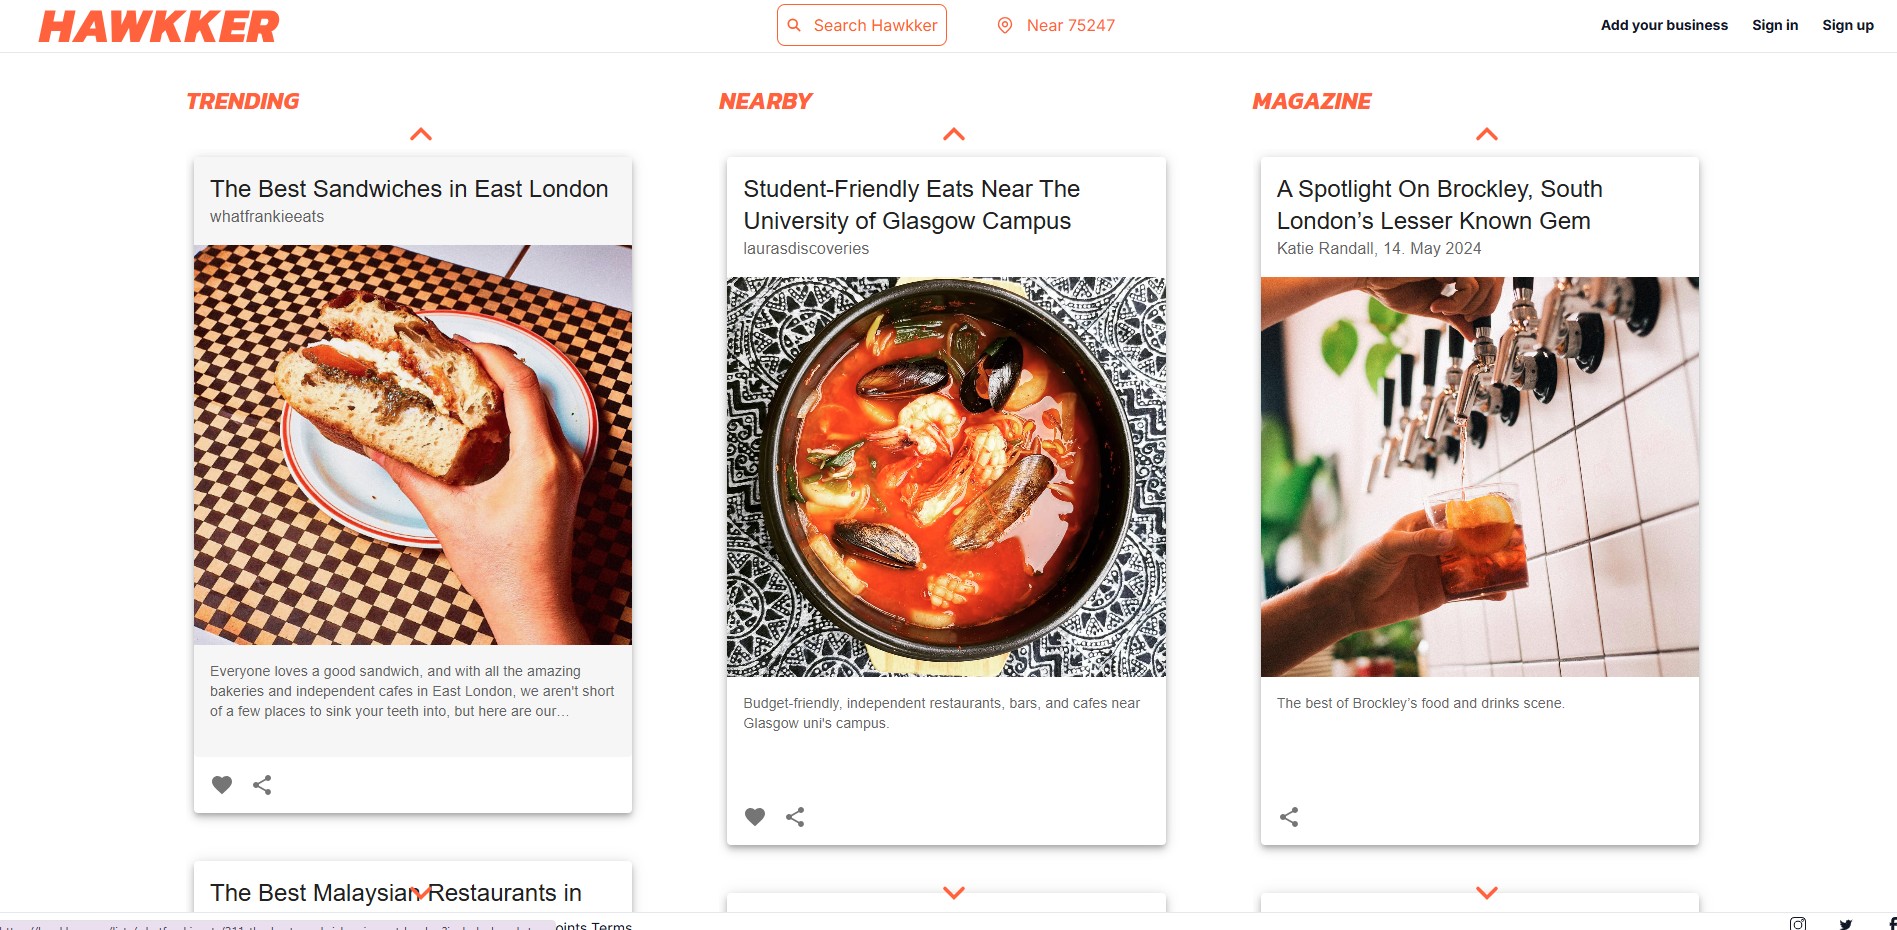 HAWKKER
Search Hawkker
Near 75247
Add your business
Sign in
Sign up
TRENDING
The Best Sandwiches in East London
whatfrankieeats
Everyone loves a good sandwich, and with all the amazing
bakeries and independent cafes in East London, we aren't short
of a few places to sink your teeth into, but here are our...
The Best Malaysian Restaurants in
NEARBY
Student-Friendly Eats Near The
University of Glasgow Campus
laurasdiscoveries
Budget-friendly, independent restaurants, bars, and cafes near
Glasgow uni's campus.
MAGAZINE
A Spotlight On Brockley, South
London’s Lesser Known Gem
Katie Randall, 14. May 2024
The best of Brockley’s food and drinks scene.
Terms